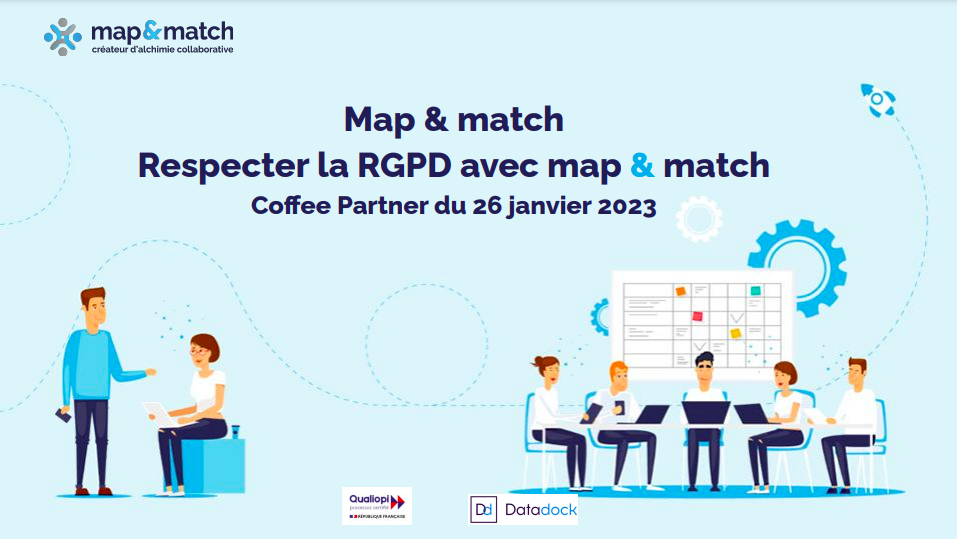 map&match
créateur d'alchimie collaborative
Map & match
Respecter la RGPD avec map & match
Coffee Partner du 26 janvier 2023
Qualiopi
processus certifié
RÉPUBLIQUE FRANÇAISE
Dd Datadock